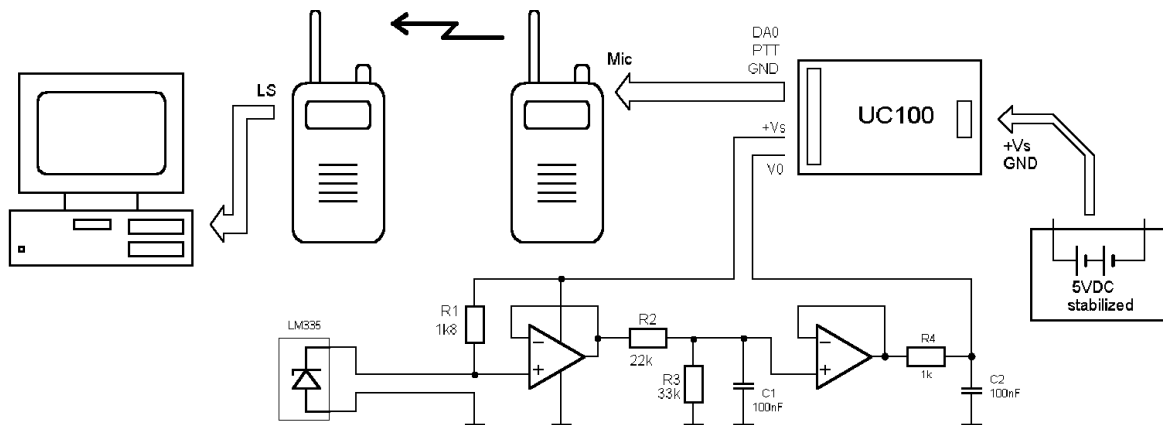 DA0
PTT
GND
Mic
LS
UC100
+Vs
V0
+Vs
GND
5VDC
stabilized
R1
1k8
LM335
R2
22k
R3
33k
C1
100nF
R4
1k
C2
100nF